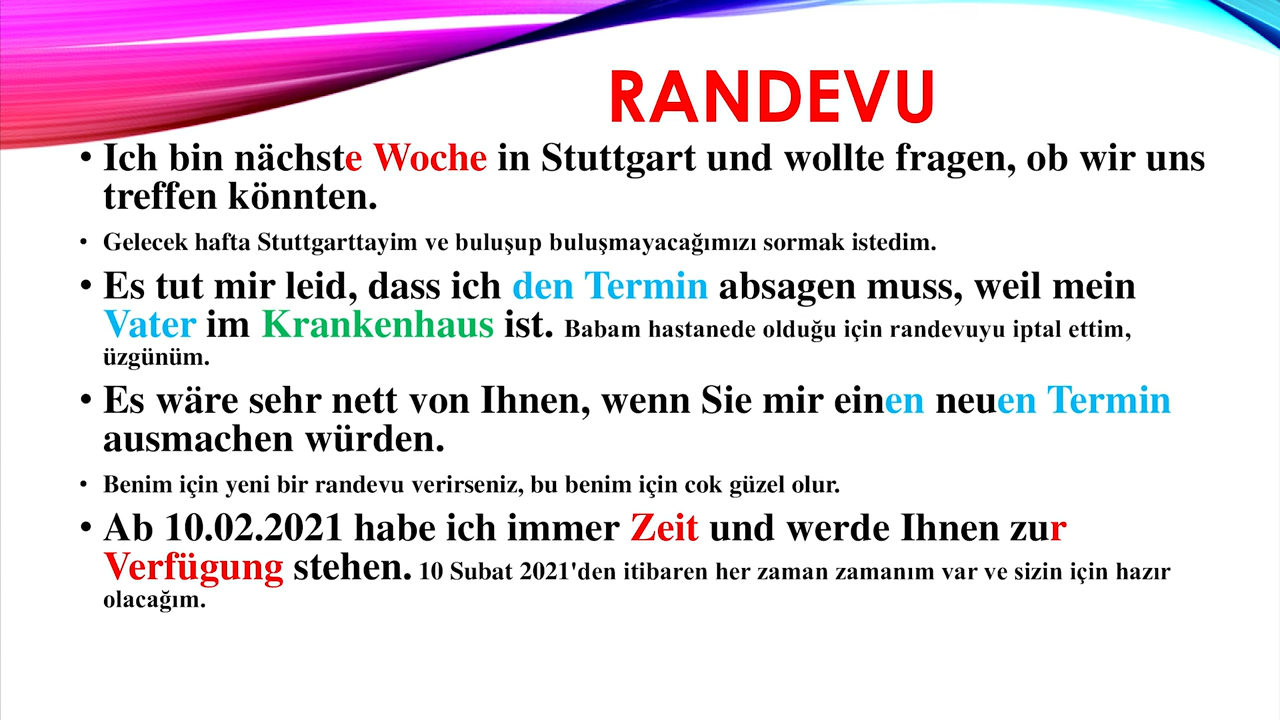 RANDEVU
• Ich bin nächste Woche in Stuttgart und wollte fragen, ob wir uns
treffen könnten.
• Gelecek hafta Stuttgarttayim ve buluşup buluşmayacağımızı sormak istedim.
• Es tut mir leid, dass ich den Termin absagen muss, weil mein
Vater im Krankenhaus ist. Babam hastanede olduğu için randevuyu iptal ettim,
üzgünüm.
• Es wäre sehr nett von Ihnen, wenn Sie mir einen neuen Termin
ausmachen würden.
• Benim için yeni bir randevu verirseniz, bu benim için cok güzel olur.
• Ab 10.02.2021 habe ich immer Zeit und werde Ihnen zur
Verfügung stehen. 10 Subat 2021'den itibaren her zaman zamanım var ve sizin için hazır
olacağım.